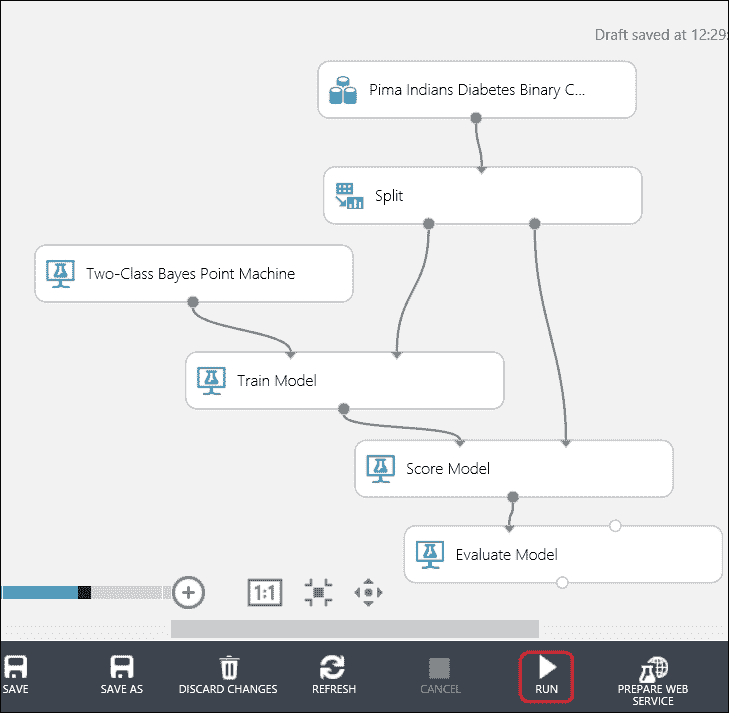 Draft saved at 12:29:
Pima Indians Diabetes Binary C...
Split
Two-Class Bayes Point Machine
Train Model
Score Model
Evaluate Model
1:1
SAVE
SAVE AS
DISCARD CHANGES
REFRESH
CANCEL
RUN
PREPARE WEB
SERVICE